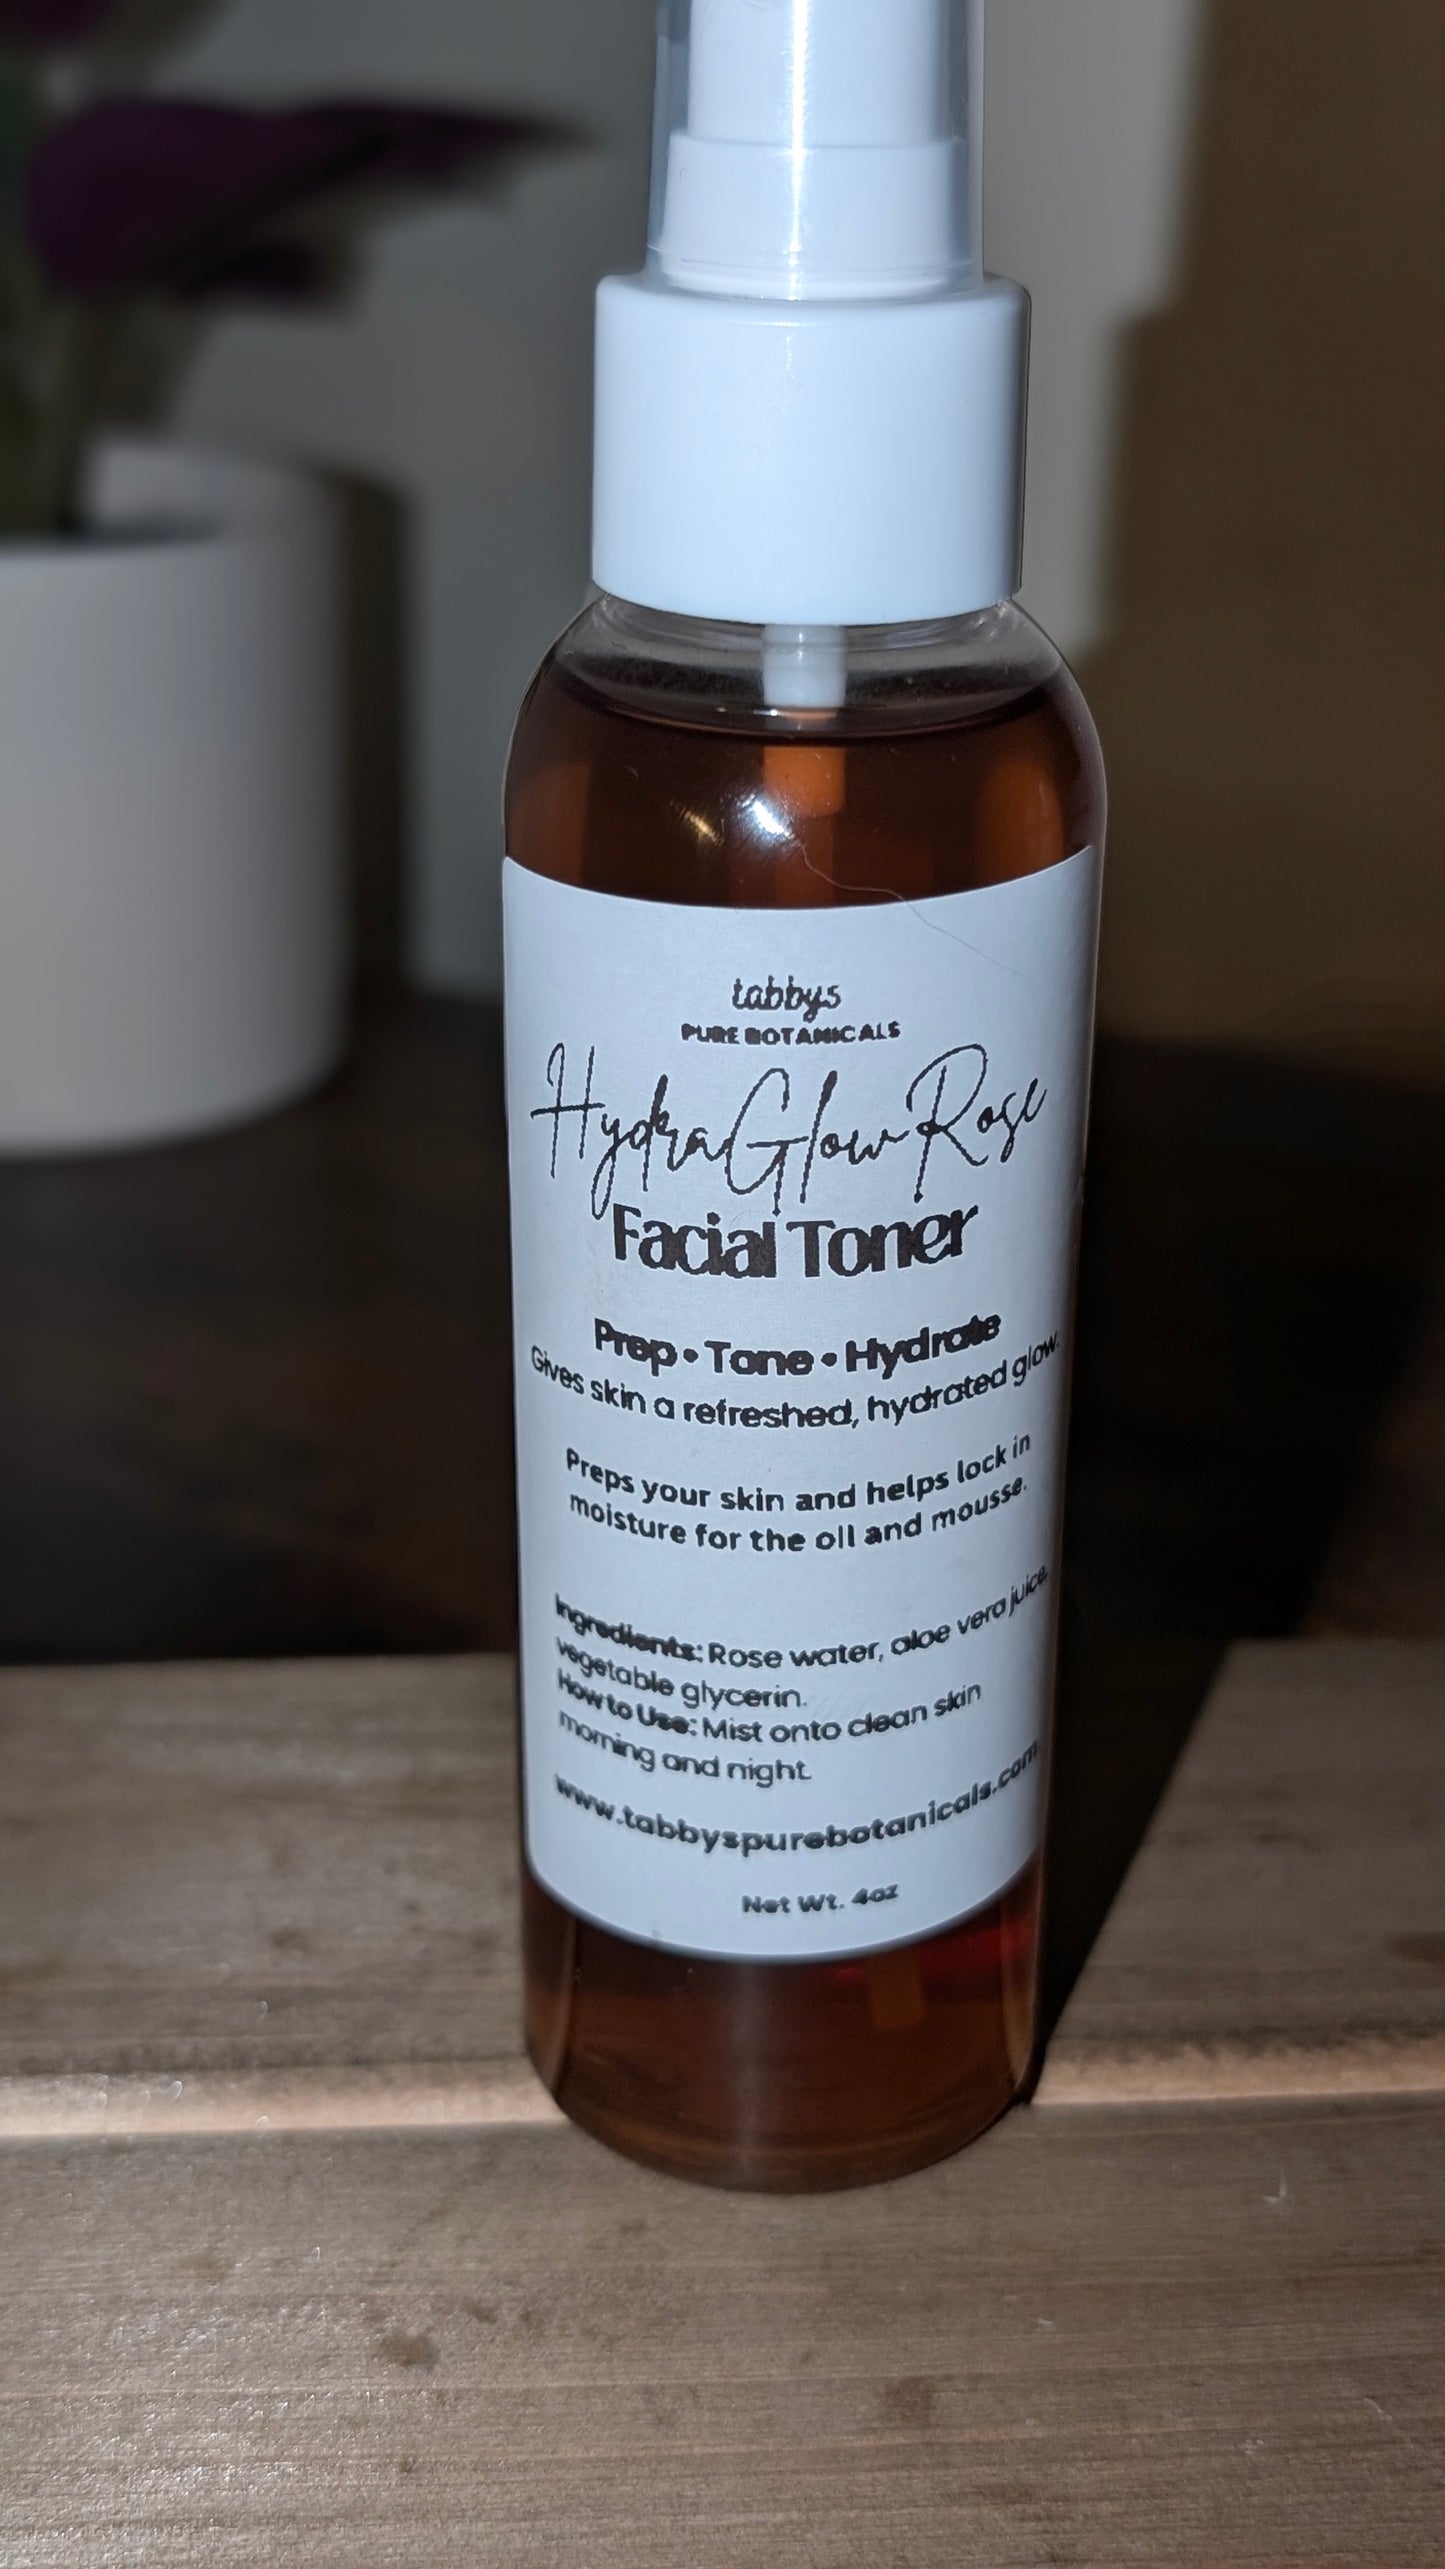 tabbys
PURE BOTANICALS
HydraGlow Rose
Facial Toner
Prep • Tone • Hydrate
Gives skin a refreshed, hydrated glow.
Preps your skin and helps lock in
moisture for the oil and mousse.
Ingredients: Rose water, aloe vera juice,
vegetable glycerin.
How to Use: Mist onto clean skin
morning and night.
www.tabbyspurebotanicals.com
Net Wt. 4oz